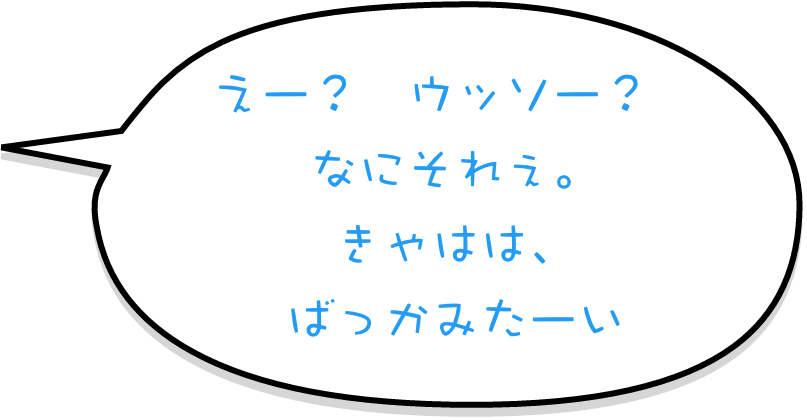 えー？　ウッソー？
なにそれぇ。
きゃはは、
ばっかみたーい